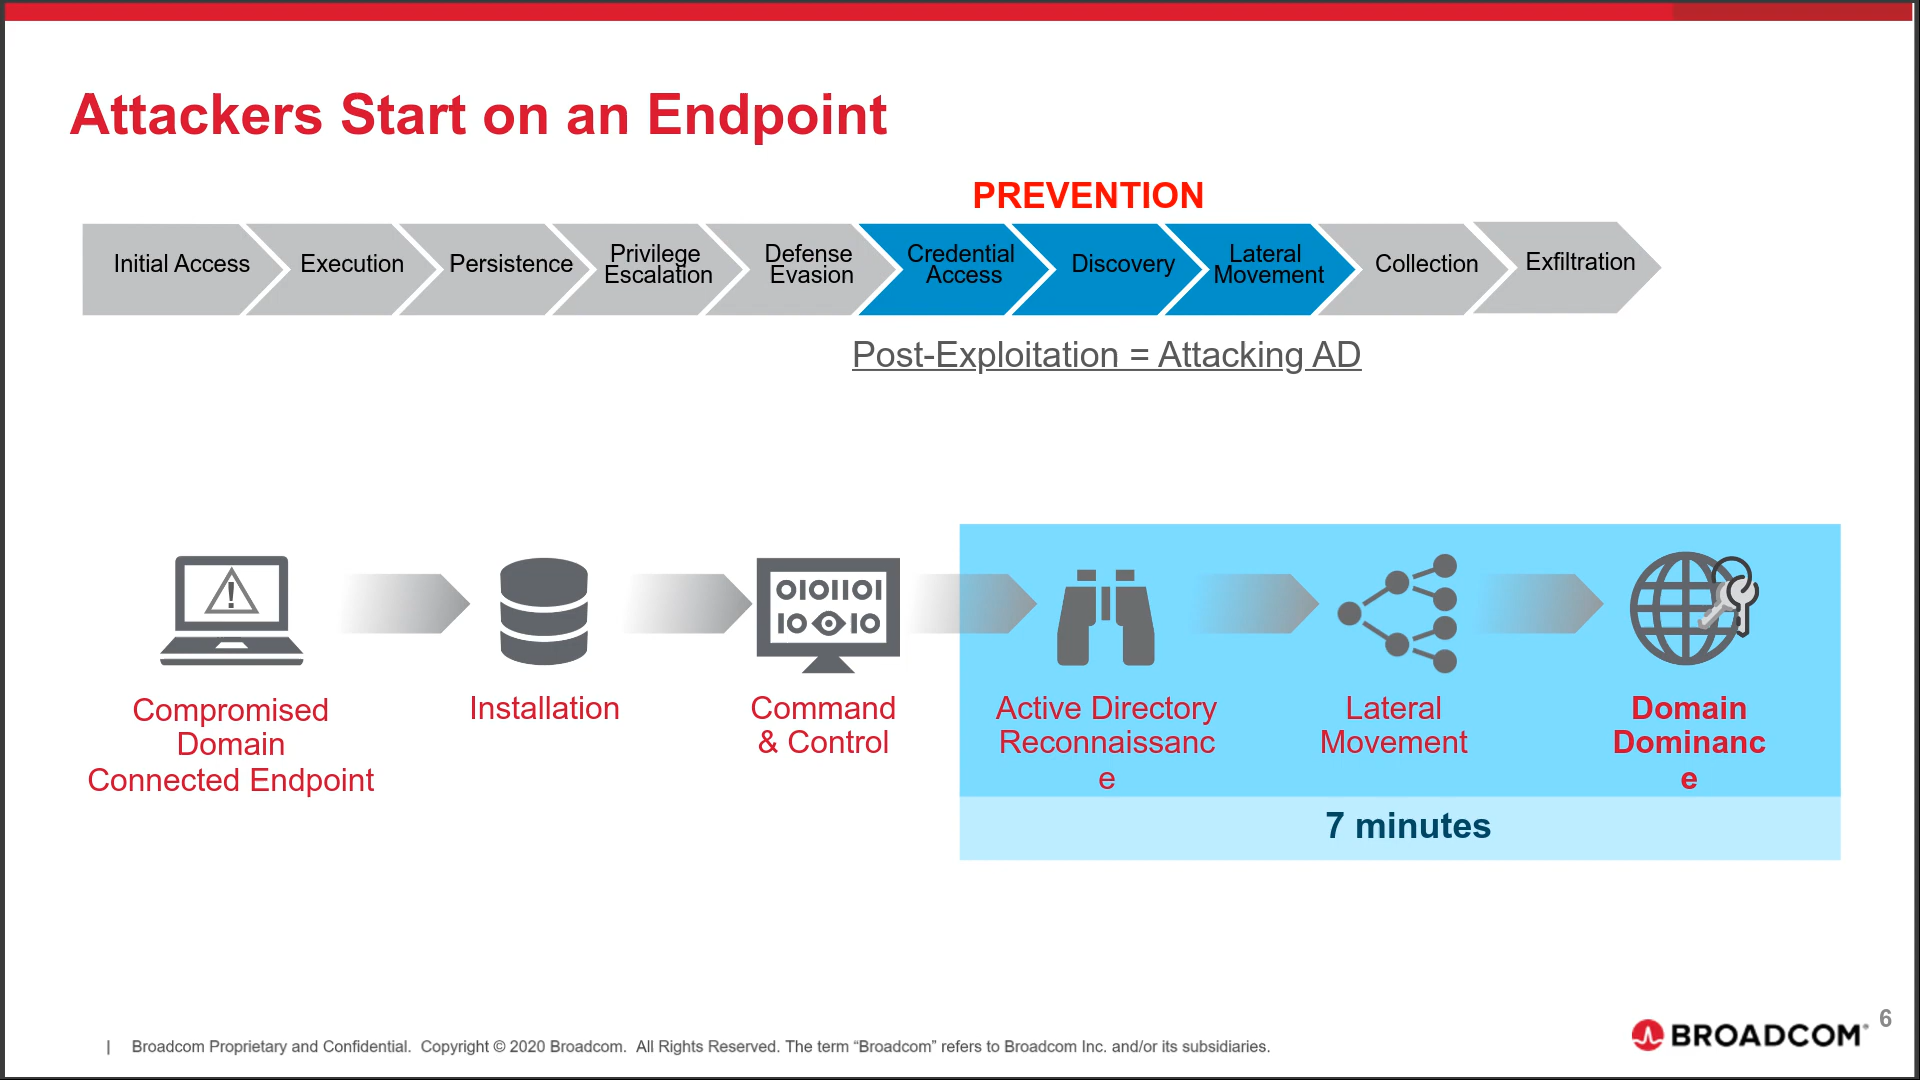 Attackers Start on an Endpoint
PREVENTION
Initial Access
Execution
Persistence
Privilege
Escalation
Defense
Evasion
Credential
Access
Discovery
Lateral
Movement
Collection
Exfiltration
Post-Exploitation = Attacking AD
0101101
10 10
Compromised
Domain
Connected Endpoint
Installation
Command
& Control
Active Directory
Reconnaissanc
e
Lateral
Movement
Domain
Dominanc
e
7 minutes
| Broadcom Proprietary and Confidential. Copyright © 2020 Broadcom. All Rights Reserved. The term “Broadcom” refers to Broadcom Inc. and/or its subsidiaries.
BROADCOM
6